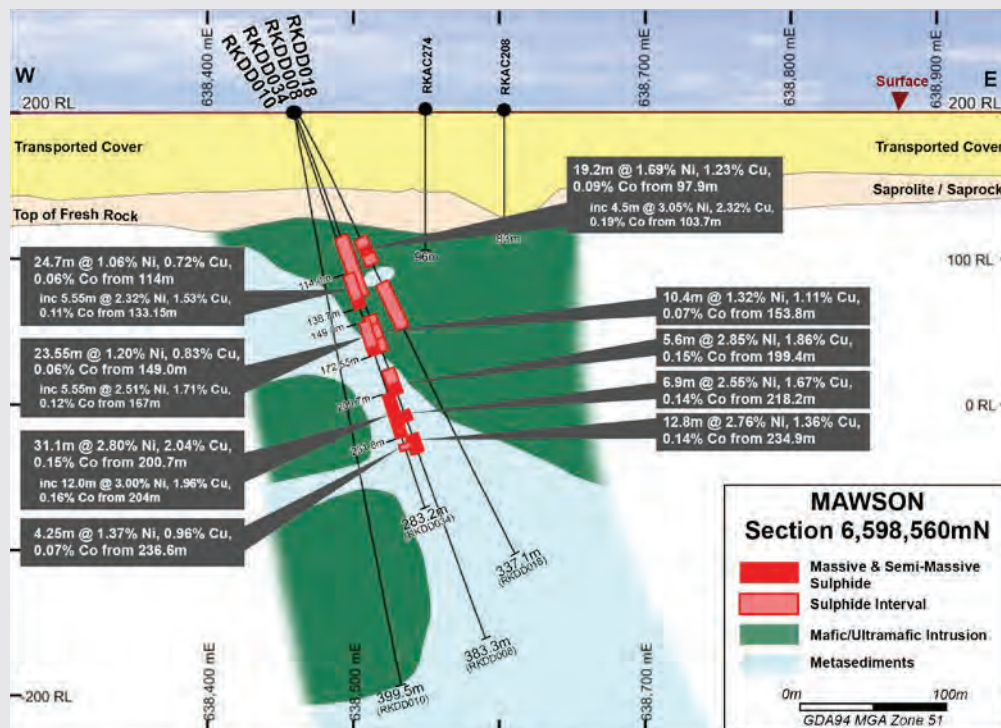 638,400 mE
RKDD018
RKDD008
RKDD034
RKDD010
RKAC274
RKAC208
638,700 mE
638,800 mE
638,900 mE
W
E
Surface
200 RL
200 RL
Transported Cover
Transported Cover
Saprolite / Saprock
Top of Fresh Rock
19.2m @ 1.69% Ni, 1.23% Cu,
0.09% Co from 97.9m
inc 4.5m @ 3.05% Ni, 2.32% Cu,
0.19% Co from 103.7m
96m
83m
100 RL
24.7m @ 1.06% Ni, 0.72% Cu,
0.06% Co from 114m
inc 5.55m @ 2.32% Ni, 1.53% Cu,
0.11% Co from 133.15m
138.7m
172.55m
10.4m @ 1.32% Ni, 1.11% Cu,
0.07% Co from 153.8m
23.55m @ 1.20% Ni, 0.83% Cu,
0.06% Co from 149.0m
inc 5.55m @ 2.51% Ni, 1.71% Cu,
0.12% Co from 167m
5.6m @ 2.85% Ni, 1.86% Cu,
0.15% Co from 199.4m
6.9m @ 2.55% Ni, 1.67% Cu,
0.14% Co from 218.2m
0 RL
12.8m @ 2.76% Ni, 1.36% Cu,
0.14% Co from 234.9m
31.1m @ 2.80% Ni, 2.04% Cu,
0.15% Co from 200.7m
inc 12.0m @ 3.00% Ni, 1.96% Cu,
0.16% Co from 204m
4.25m @ 1.37% Ni, 0.96% Cu,
0.07% Co from 236.6m
283.2m
(RKDD034)
337.1m
(RKDD018)
383.3m
(RKDD008)
399.5m
(RKDD010)
638,400 mE
638,500 mE
638,700 mE
-200 RL
MAWSON
Section 6,598,560mN
Massive & Semi-Massive
Sulphide
Sulphide Interval
Mafic/Ultramafic Intrusion
Metasediments
0m
100m
GDA94 MGA Zone 51